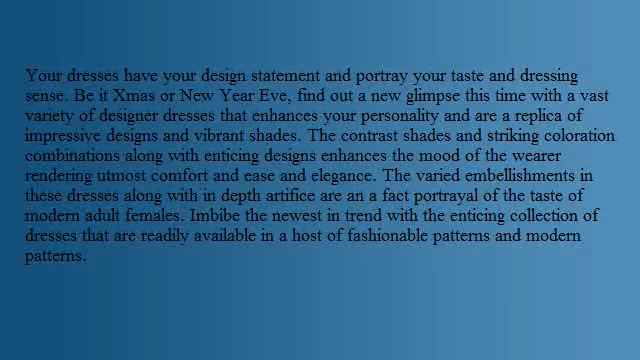 Your dresses have your design statement and portray your taste and dressing
sense. Be it Xmas or New Year Eve, find out a new glimpse this time with a vast
variety of designer dresses that enhances your personality and are a replica of
impressive designs and vibrant shades. The contrast shades and striking coloration
combinations along with enticing designs enhances the mood of the wearer
rendering utmost comfort and ease and elegance. The varied embellishments in
these dresses along with in depth artifice are an a fact portrayal of the taste of
modern adult females. Imbibe the newest in trend with the enticing collection of
dresses that are readily available in a host of fashionable patterns and modern
patterns.